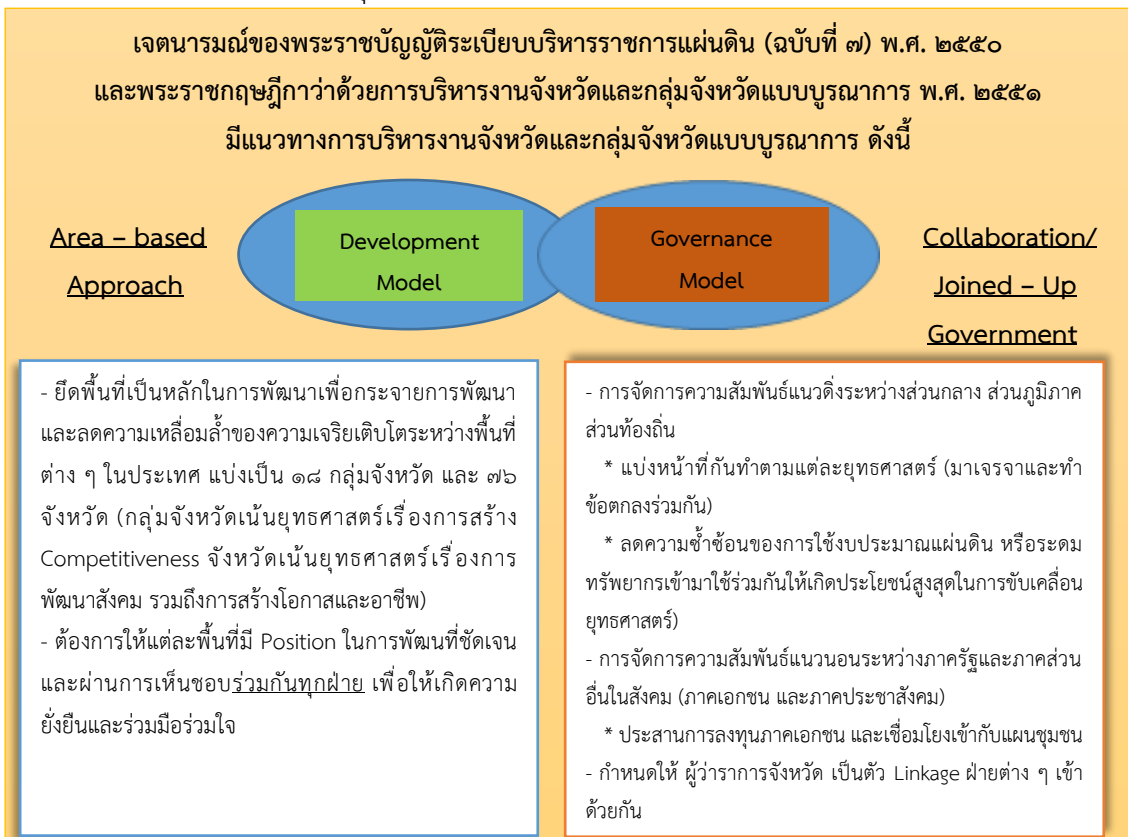 เจตนารมณ์ของพระราชบัญญัติระเบียบบริหารราชการแผ่นดิน (ฉบับที่ ๗) พ.ศ. ๒๕๕๐
และพระราชกฤษฎีกาว่าด้วยการบริหารงานจังหวัดและกลุ่มจังหวัดแบบบูรณาการ พ.ศ. ๒๕๕๑
มีแนวทางการบริหารงานจังหวัดและกลุ่มจังหวัดแบบบูรณาการ ดังนี้
Area – based
Approach
Development
Model
Governance
Model
Collaboration/
Joined – Up
Government
- ยึดพื้นที่เป็นหลักในการพัฒนาเพื่อกระจายการพัฒนา
และลดความเหลื่อมล้ำของความเจริยเติบโตระหว่างพื้นที่
ต่าง ๆ ในประเทศ แบ่งเป็น ๑๘ กลุ่มจังหวัด และ ๗๖
จังหวัด (กลุ่มจังหวัดเน้นยุทธศาสตร์เรื่องการสร้าง
Competitiveness จังหวัดเน้นยุทธศาสตร์เรื่องการ
พัฒนาสังคม รวมถึงการสร้างโอกาสและอาชีพ)
- ต้องการให้แต่ละพื้นที่มี Position ในการพัฒนที่ชัดเจน
และผ่านการเห็นชอบร่วมกันทุกฝ่าย เพื่อให้เกิดความ
ยั่งยืนและร่วมมือร่วมใจ
- การจัดการความสัมพันธ์แนวดิ่งระหว่างส่วนกลาง ส่วนภูมิภาค
ส่วนท้องถิ่น
* แบ่งหน้าที่กันทำตามแต่ละยุทธศาสตร์ (มาเจรจาและทำ
ข้อตกลงร่วมกัน)
* ลดความซ้ำซ้อนของการใช้งบประมาณแผ่นดิน หรือระดม
ทรัพยากรเข้ามาใช้ร่วมกันให้เกิดประโยชน์สูงสุดในการขับเคลื่อน
ยุทธศาสตร์)
- การจัดการความสัมพันธ์แนวนอนระหว่างภาครัฐและภาคส่วน
อื่นในสังคม (ภาคเอกชน และภาคประชาสังคม)
* ประสานการลงทุนภาคเอกชน และเชื่อมโยงเข้ากับแผนชุมชน
- กำหนดให้ ผู้ว่าราการจังหวัด เป็นตัว Linkage ฝ่ายต่าง ๆ เข้า
ด้วยกัน